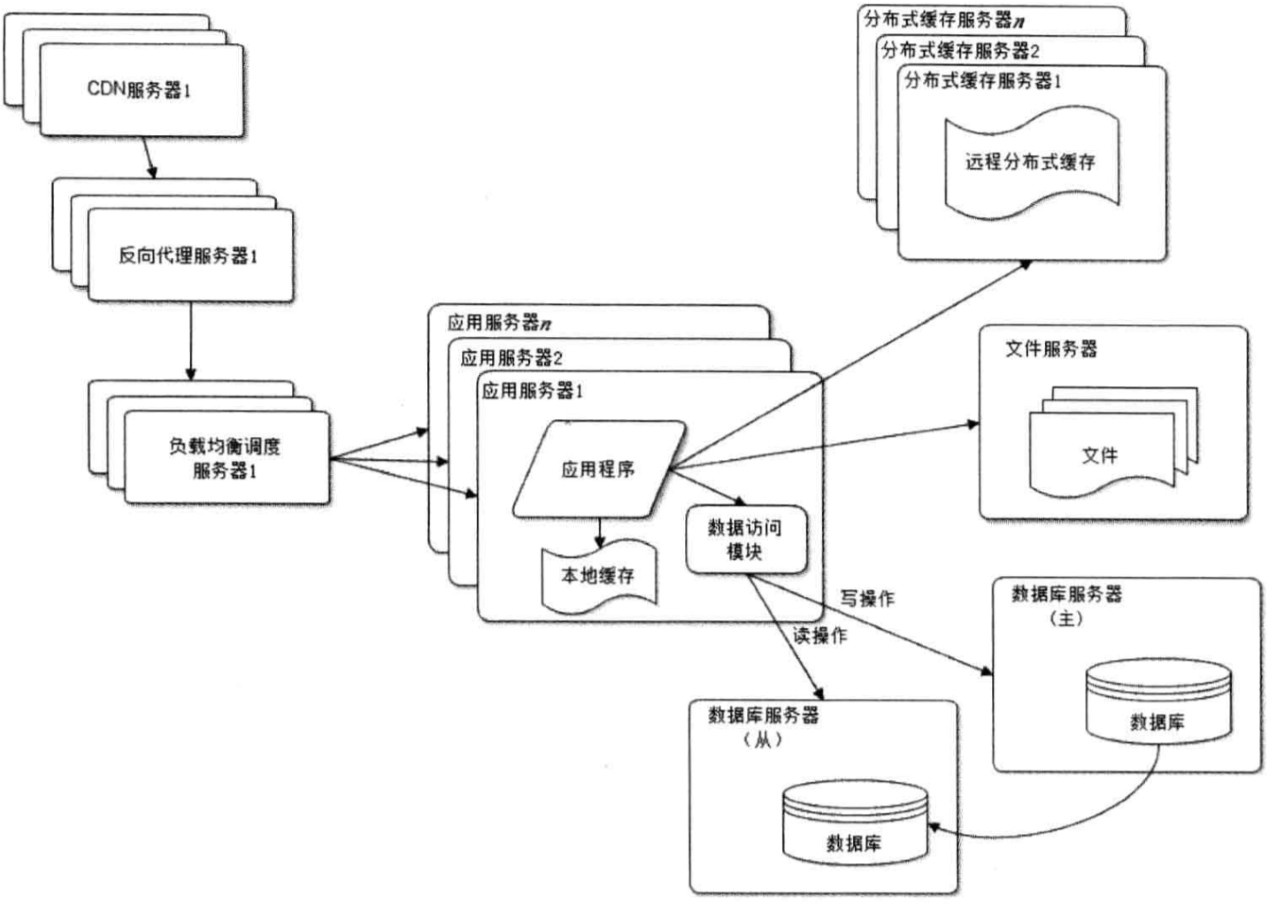 CDN服务器1
反向代理服务器1
负载均衡调度
服务器1
应用服务器n
应用服务器2
应用服务器1
应用程序
本地缓存
数据访问
模块
分布式缓存服务器n
分布式缓存服务器2
分布式缓存服务器1
远程分布式缓存
文件服务器
文件
写操作
读操作
数据库服务器
（主）
数据库
数据库服务器
（从）
数据库